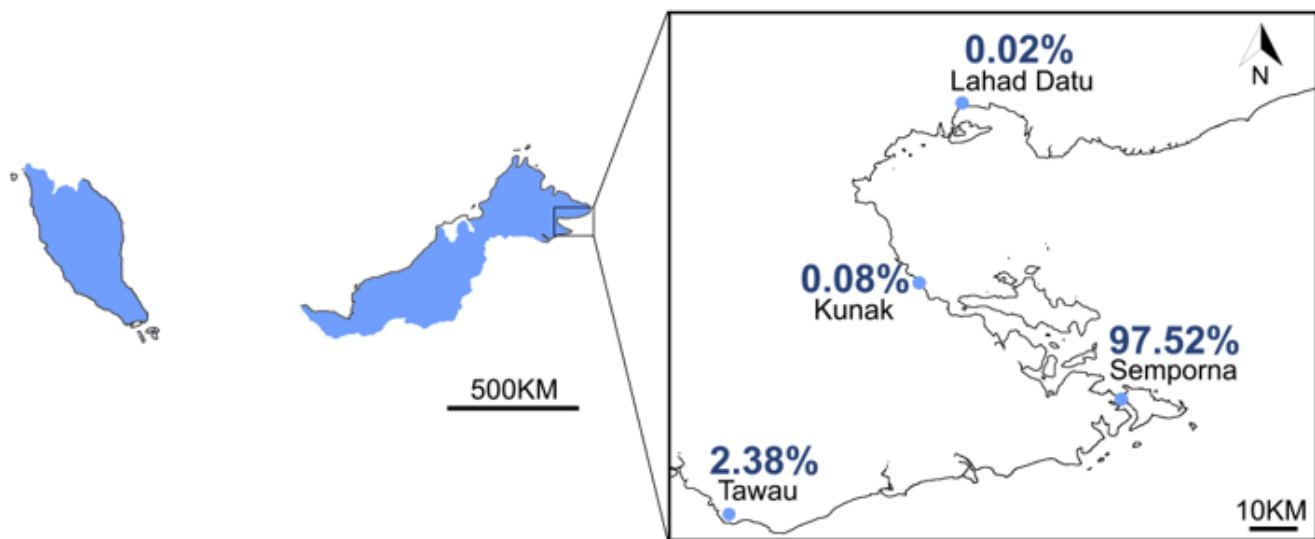 500KM
0.02%
Lahad Datu
N
0.08%
Kunak
97.52%
Semporna
2.38%
Tawau
10KM